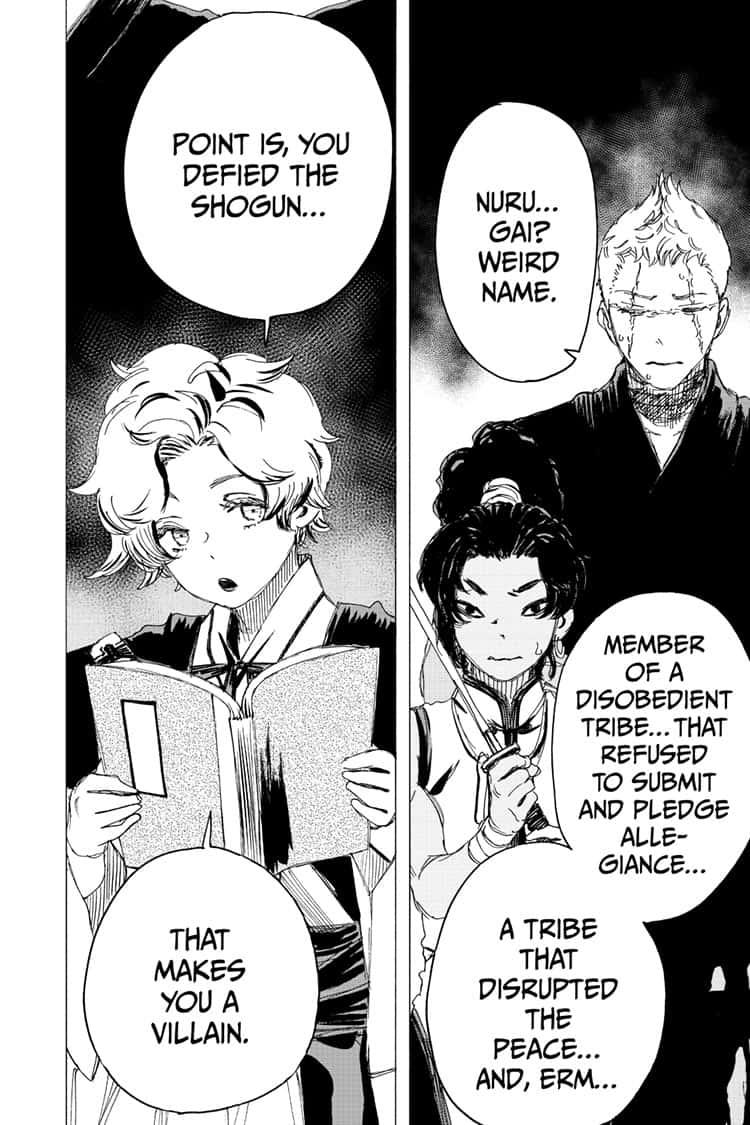 NURU...
GAI?
WEIRD
NAME.
MEMBER
OF A
DISOBEDIENT
TRIBE... THAT
REFUSED
TO SUBMIT
AND PLEDGE
ALLE-
GIANCE...
A TRIBE
THAT
DISRUPTED
THE
PEACE...
AND, ERM...
POINT IS, YOU
DEFIED THE
SHOGUN...
THAT
MAKES
YOU A
VILLAIN.